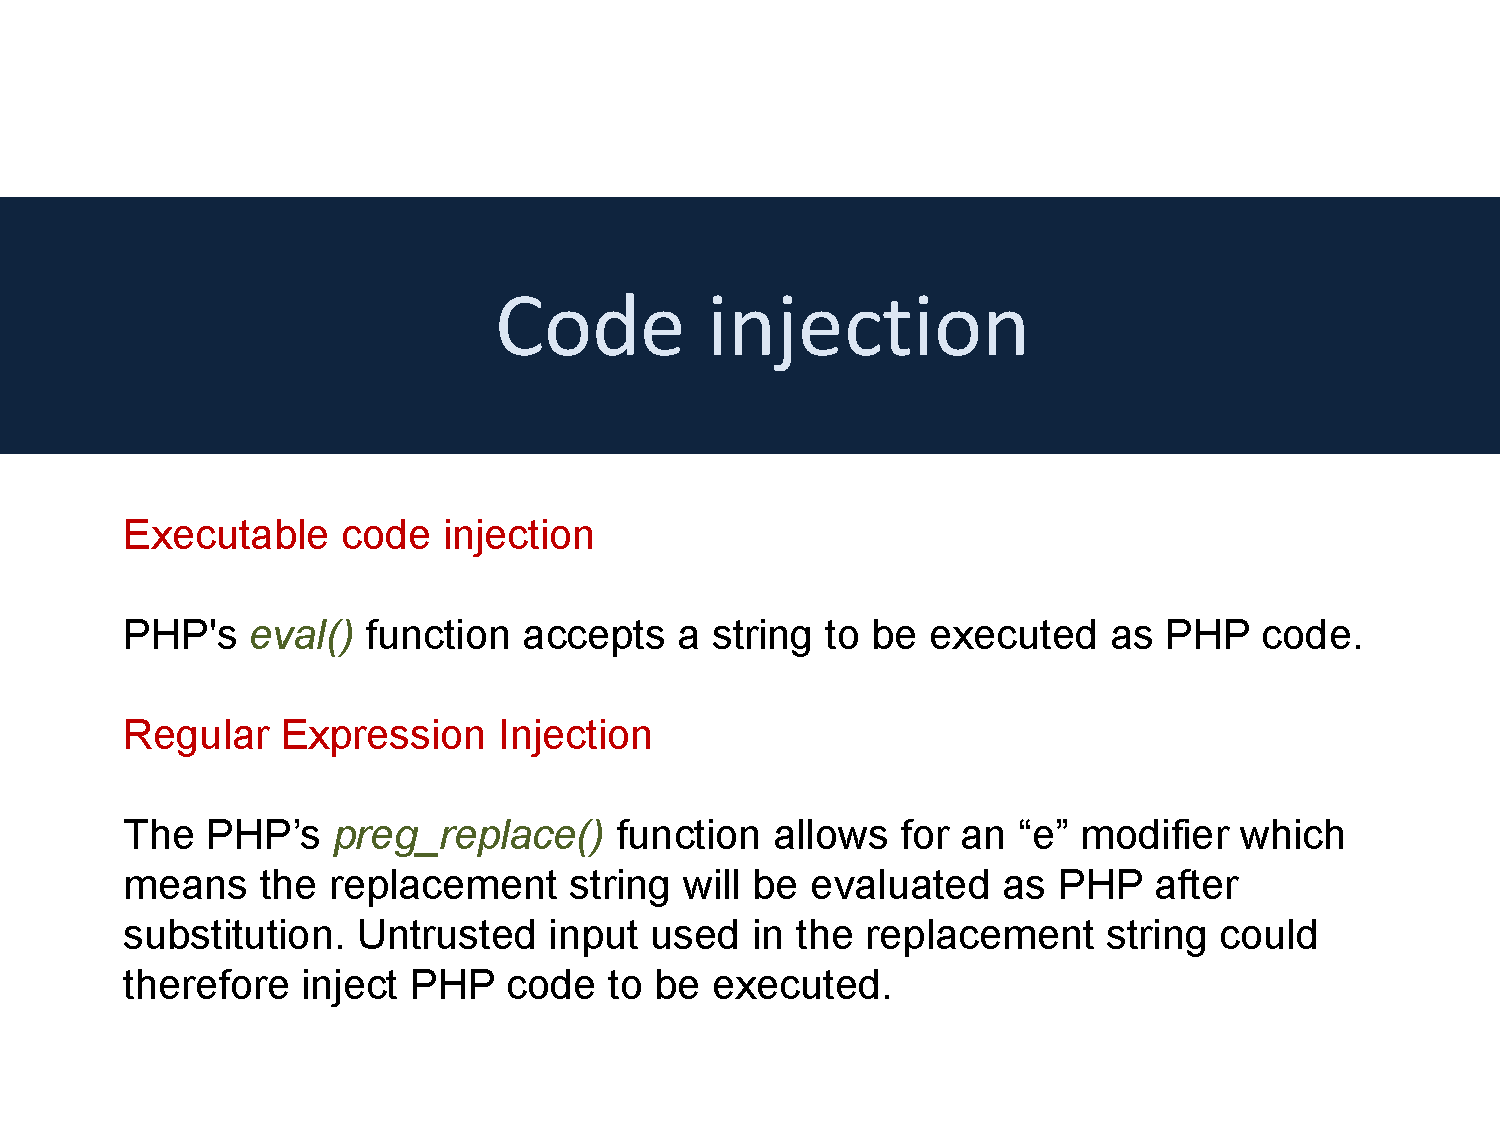 Code injection
Executable code injection
PHP's eval() function accepts a string to be executed as PHP code.
Regular Expression Injection
The PHP’s preg_replace() function allows for an “e” modifier which
means the replacement string will be evaluated as PHP after
substitution. Untrusted input used in the replacement string could
therefore inject PHP code to be executed.